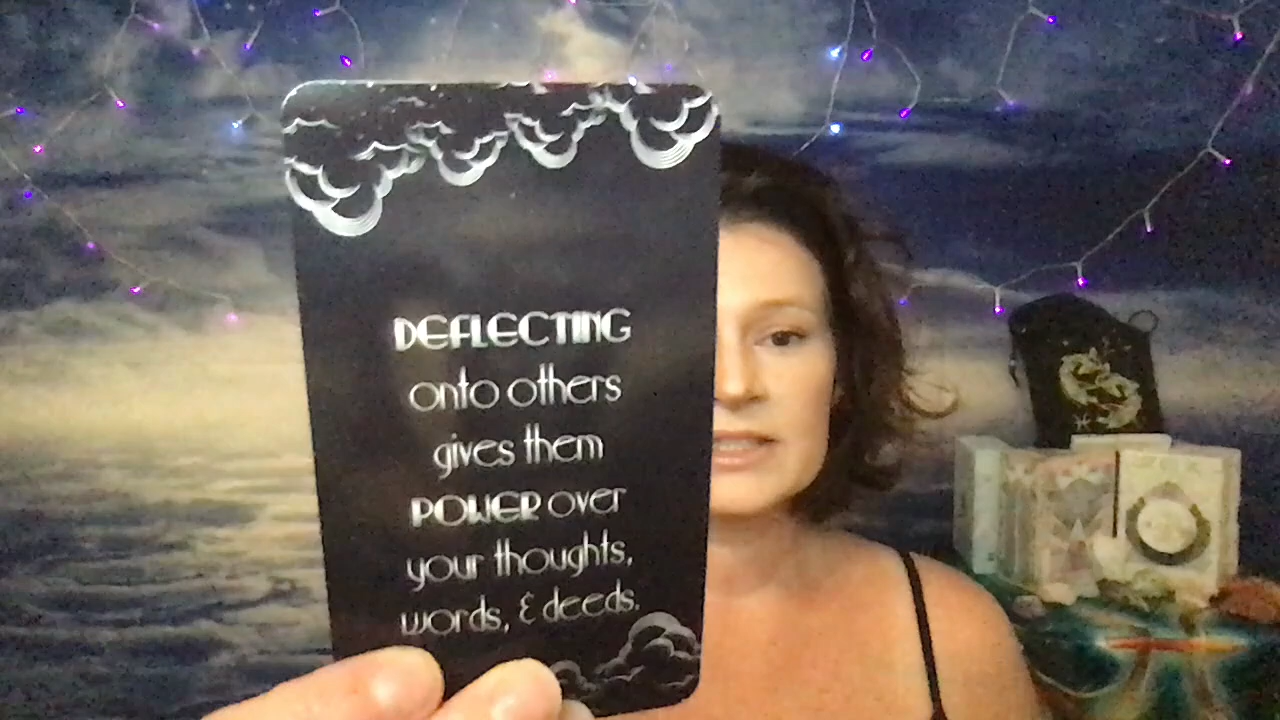 DEFLECTING
onto others
gives them
POWER over
your thoughts,
words, & deeds.